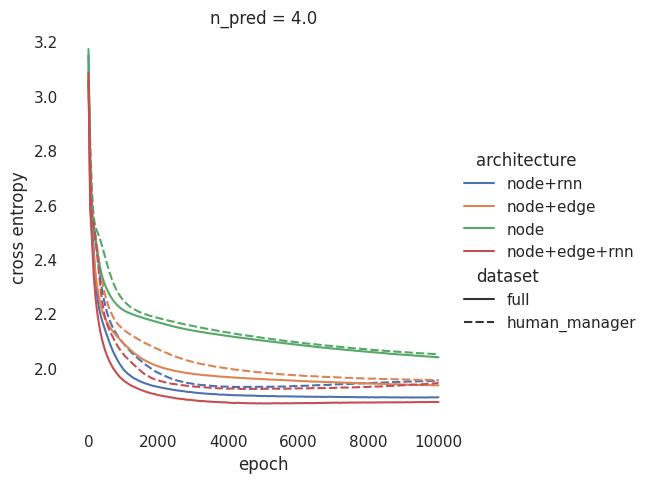 n_pred = 4.0
cross entropy
3.2
3.0
2.8
2.6
2.4
2.2
2.0
0
2000
4000
6000
8000
10000
epoch
architecture
node+rnn
node+edge
node
node+edge+rnn
dataset
full
human_manager